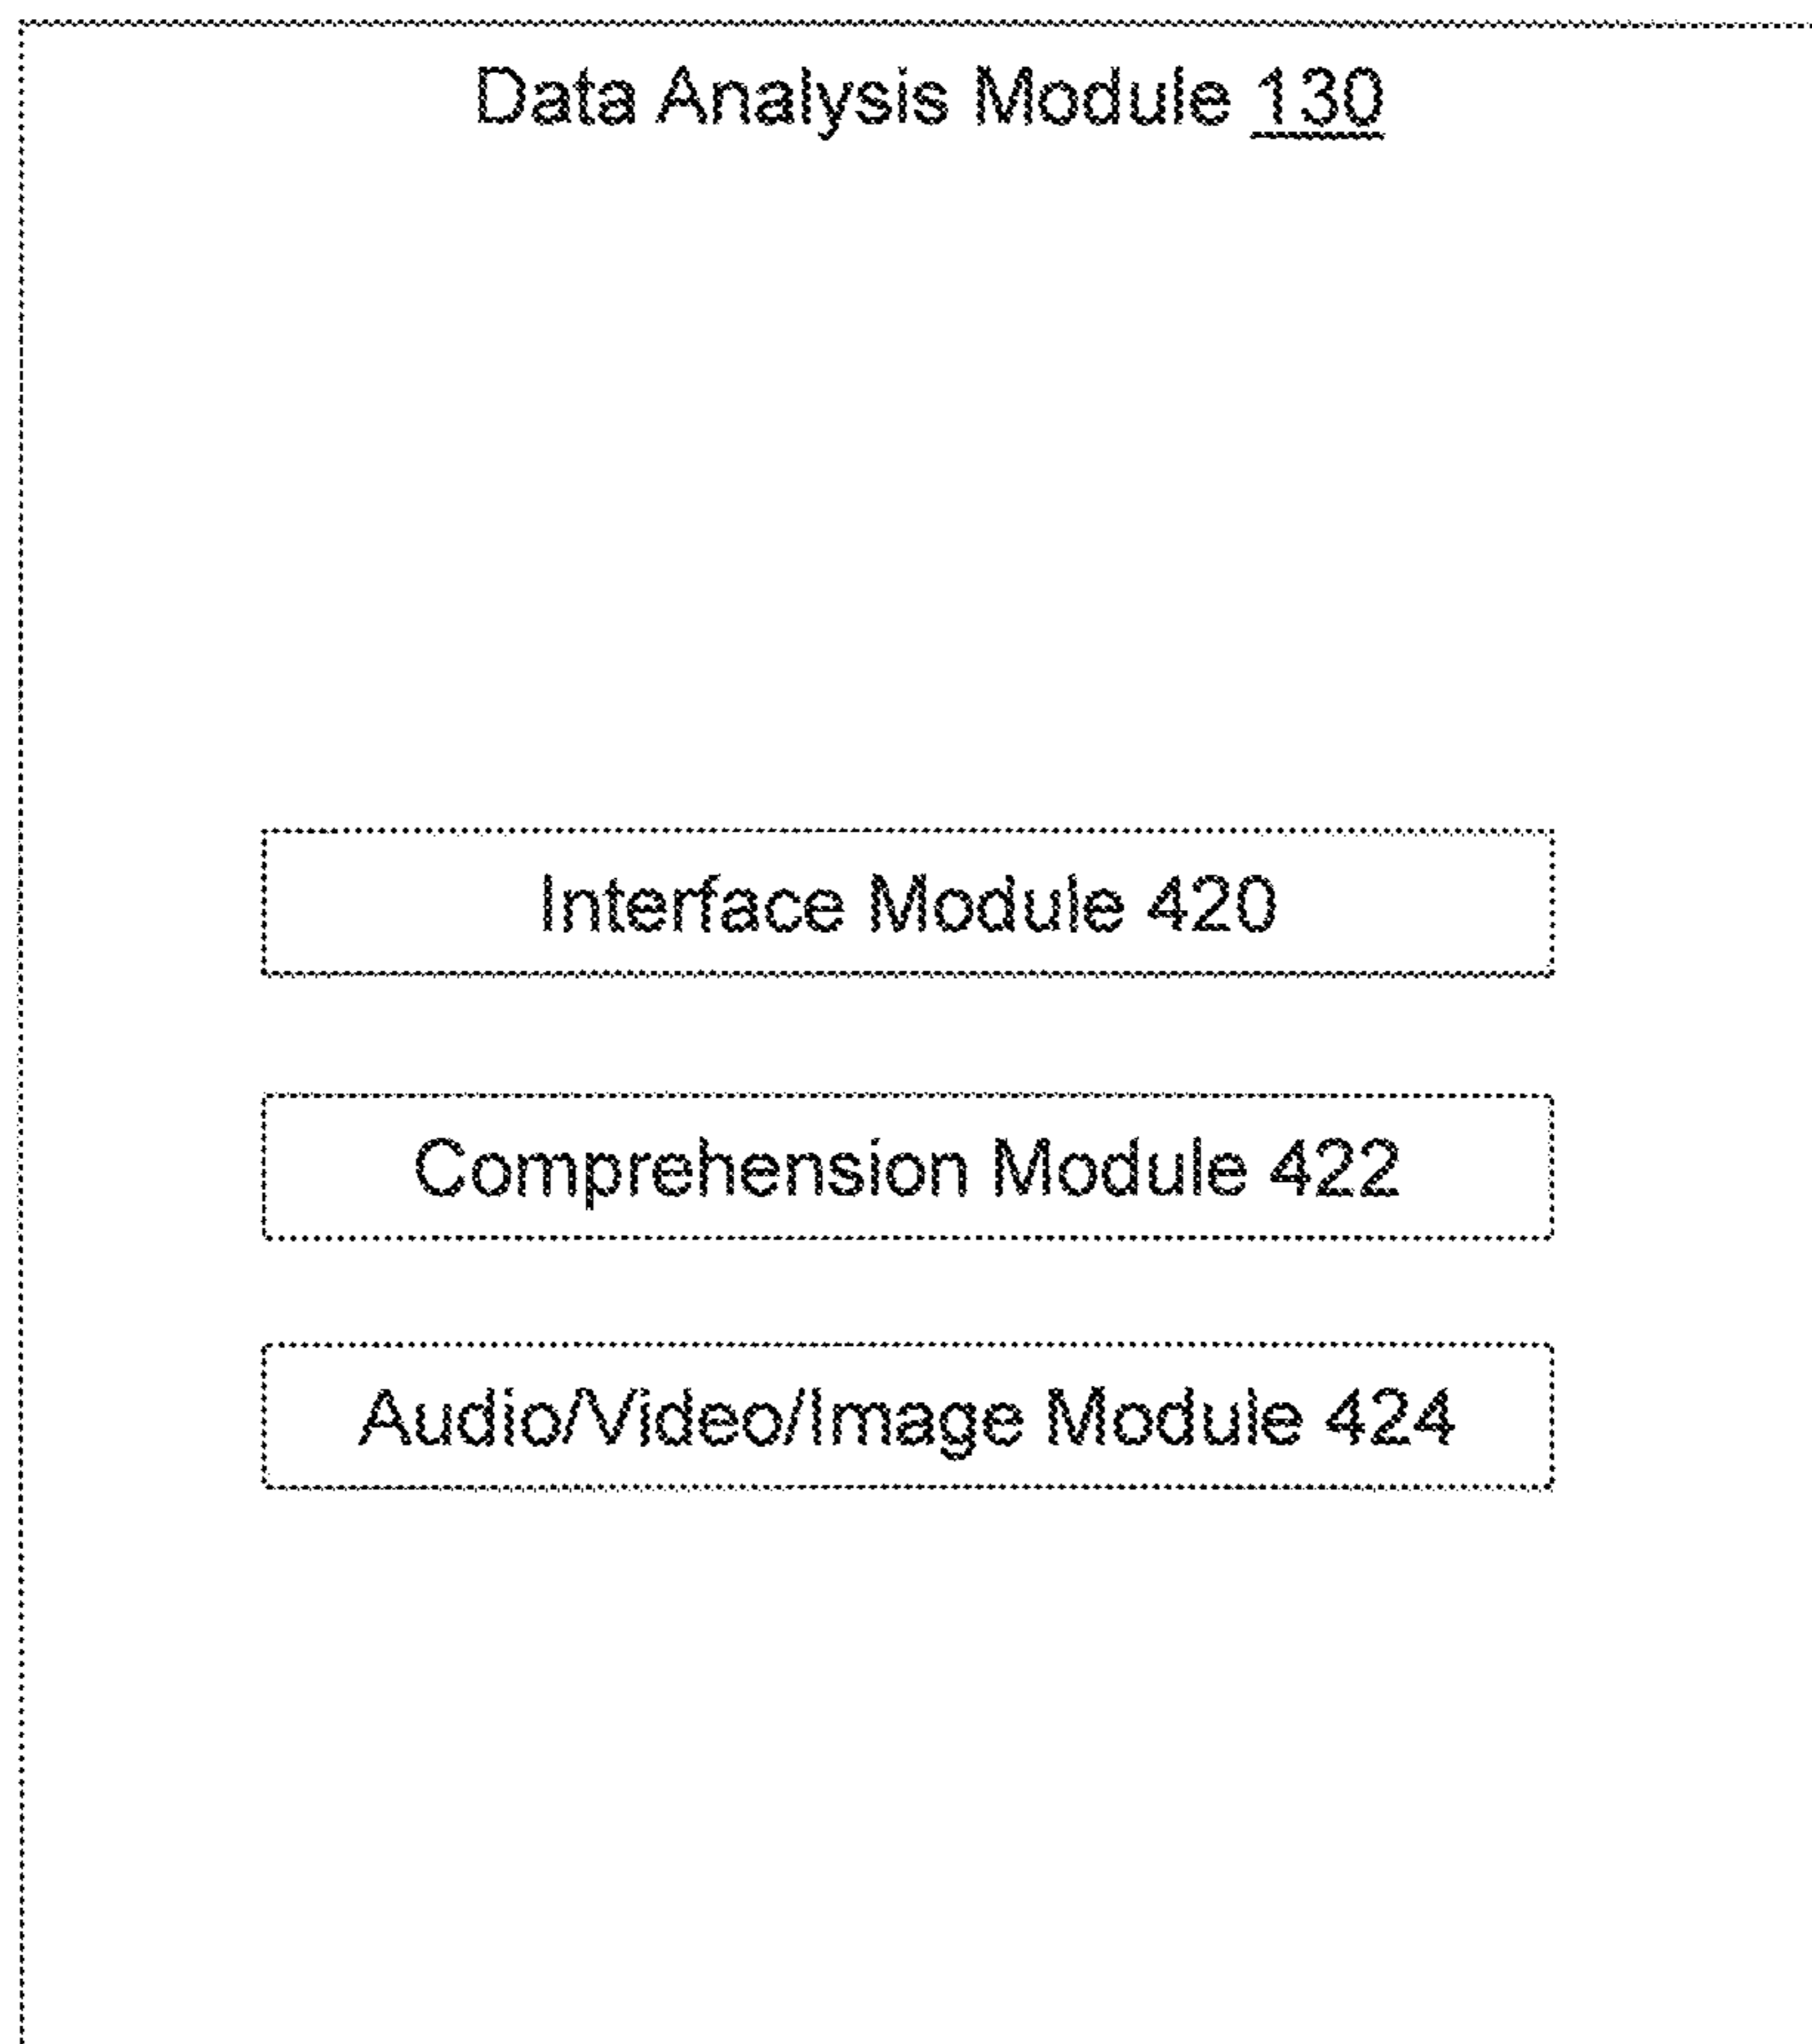 Data Analysis Module 130
Interface Module 420
Comprehension Module 422
Audio/Video/Image Module 424